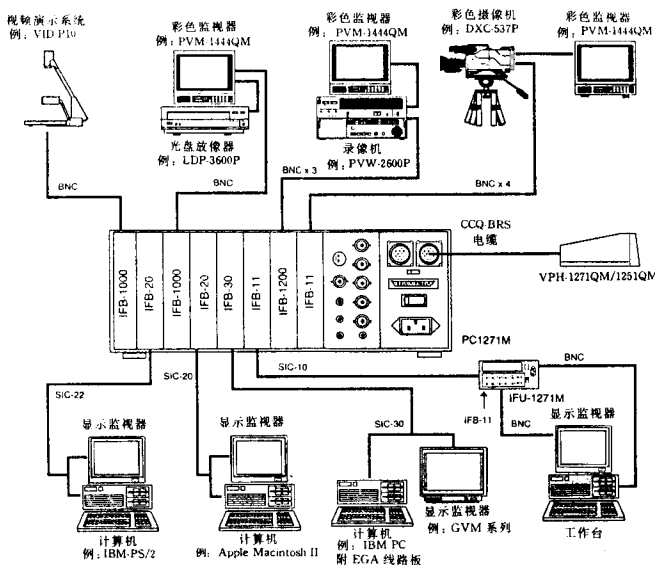 视频演示系统
例：VID P10
彩色监视器
例：PVM-1444QM
彩色监视器
例：PVM-1444QM
彩色摄像机
例：DXC-537P
彩色监视器
例：PVM-1444QM
光盘放像器
例：LDP-3600P
录像机
例：PVW-2600P
BNC
BNC
BNC x 3
BNC x 4
CCQ-BRS
电缆
VPH-1271QM/1251QM
IFB-1000
IFB-20
IFB-1000
IFB-20
IFB-30
IFB-11
IFB-1200
IFB-11
PC1271M
SIC-22
SIC-20
SIC-10
SIC-30
BNC
IFU-1271M
IFB-11
BNC
显示监视器
显示监视器
显示监视器
计算机
例：IBM-PS/2
计算机
例：Apple Macintosh II
计算机
例：IBM PC
附 EGA 线路板
显示监视器
例：GVM 系列
工作台